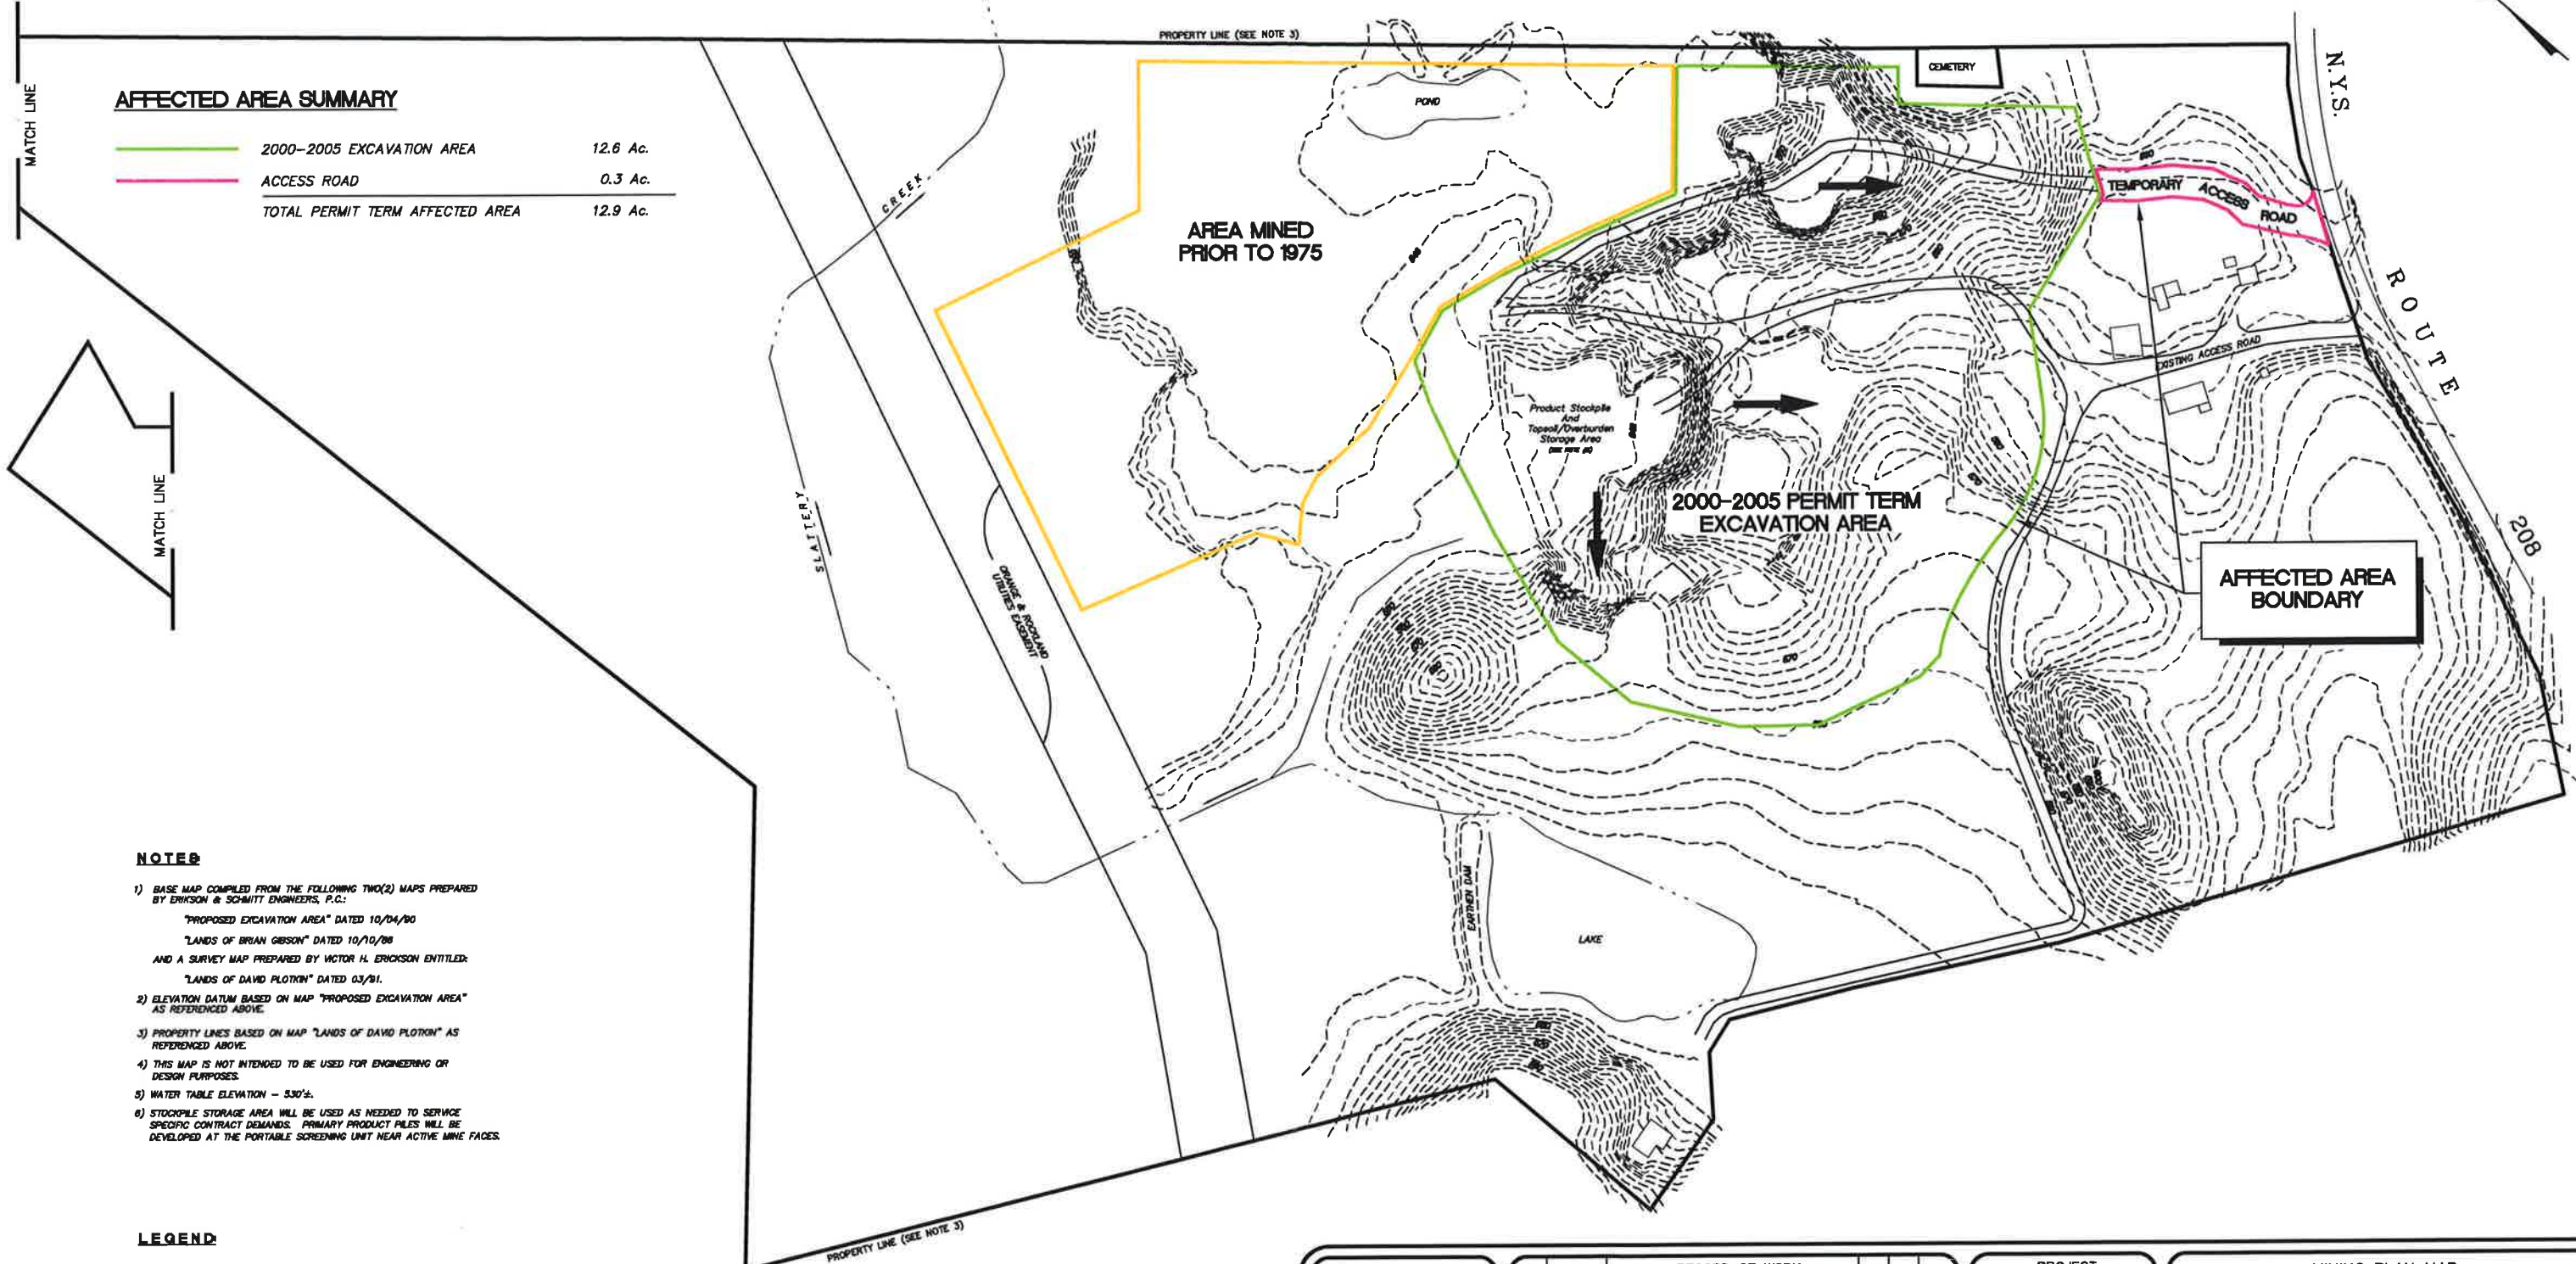 PROPERTY LINE (SEE NOTE 3)
MATCH LINE
AFFECTED AREA SUMMARY
2000-2005 EXCAVATION AREA 12.6 Ac.
ACCESS ROAD 0.3 Ac.
TOTAL PERMIT TERM AFFECTED AREA 12.9 Ac.
CEMETERY
POND
N.Y.S.
ROUTE
208
SLATTERY
CREEK
AREA MINED
PRIOR TO 1975
TEMPORARY ACCESS ROAD
EXISTING ACCESS ROAD
Product Stockpile
And
Topsoil/Overburden
Storage Area
2000-2005 PERMIT TERM
EXCAVATION AREA
670
AFFECTED AREA
BOUNDARY
MATCH LINE
ORANGE & ROCKLAND
UTILITIES EASEMENT
EARTHEN DAM
LAKE
NOTES
1) BASE MAP COMPILED FROM THE FOLLOWING TWO(2) MAPS PREPARED
BY ERIKSON & SCHMITT ENGINEERS, P.C.:
"PROPOSED EXCAVATION AREA" DATED 10/04/90
"LANDS OF BRIAN GIBSON" DATED
AND A SURVEY MAP PREPARED BY VICTOR H. ERICKSON ENTITLED:
"LANDS OF DAVID PLOTKIN" DATED 03/91.
2) ELEVATION DATUM BASED ON MAP "PROPOSED EXCAVATION AREA"
AS REFERENCED ABOVE.
3) PROPERTY LINES BASED ON MAP "LANDS OF DAVID PLOTKIN" AS
REFERENCED ABOVE.
4) THIS MAP IS NOT INTENDED TO BE USED FOR ENGINEERING OR
DESIGN PURPOSES.
5) WATER TABLE ELEVATION - 530'±.
6) STOCKPILE STORAGE AREA WILL BE USED AS NEEDED TO SERVICE
SPECIFIC CONTRACT DEMANDS. PRIMARY PRODUCT PILES WILL BE
DEVELOPED AT THE PORTABLE SCREENING UNIT NEAR ACTIVE MINE FACES.
LEGEND
PROPERTY LINE (SEE NOTE 3)